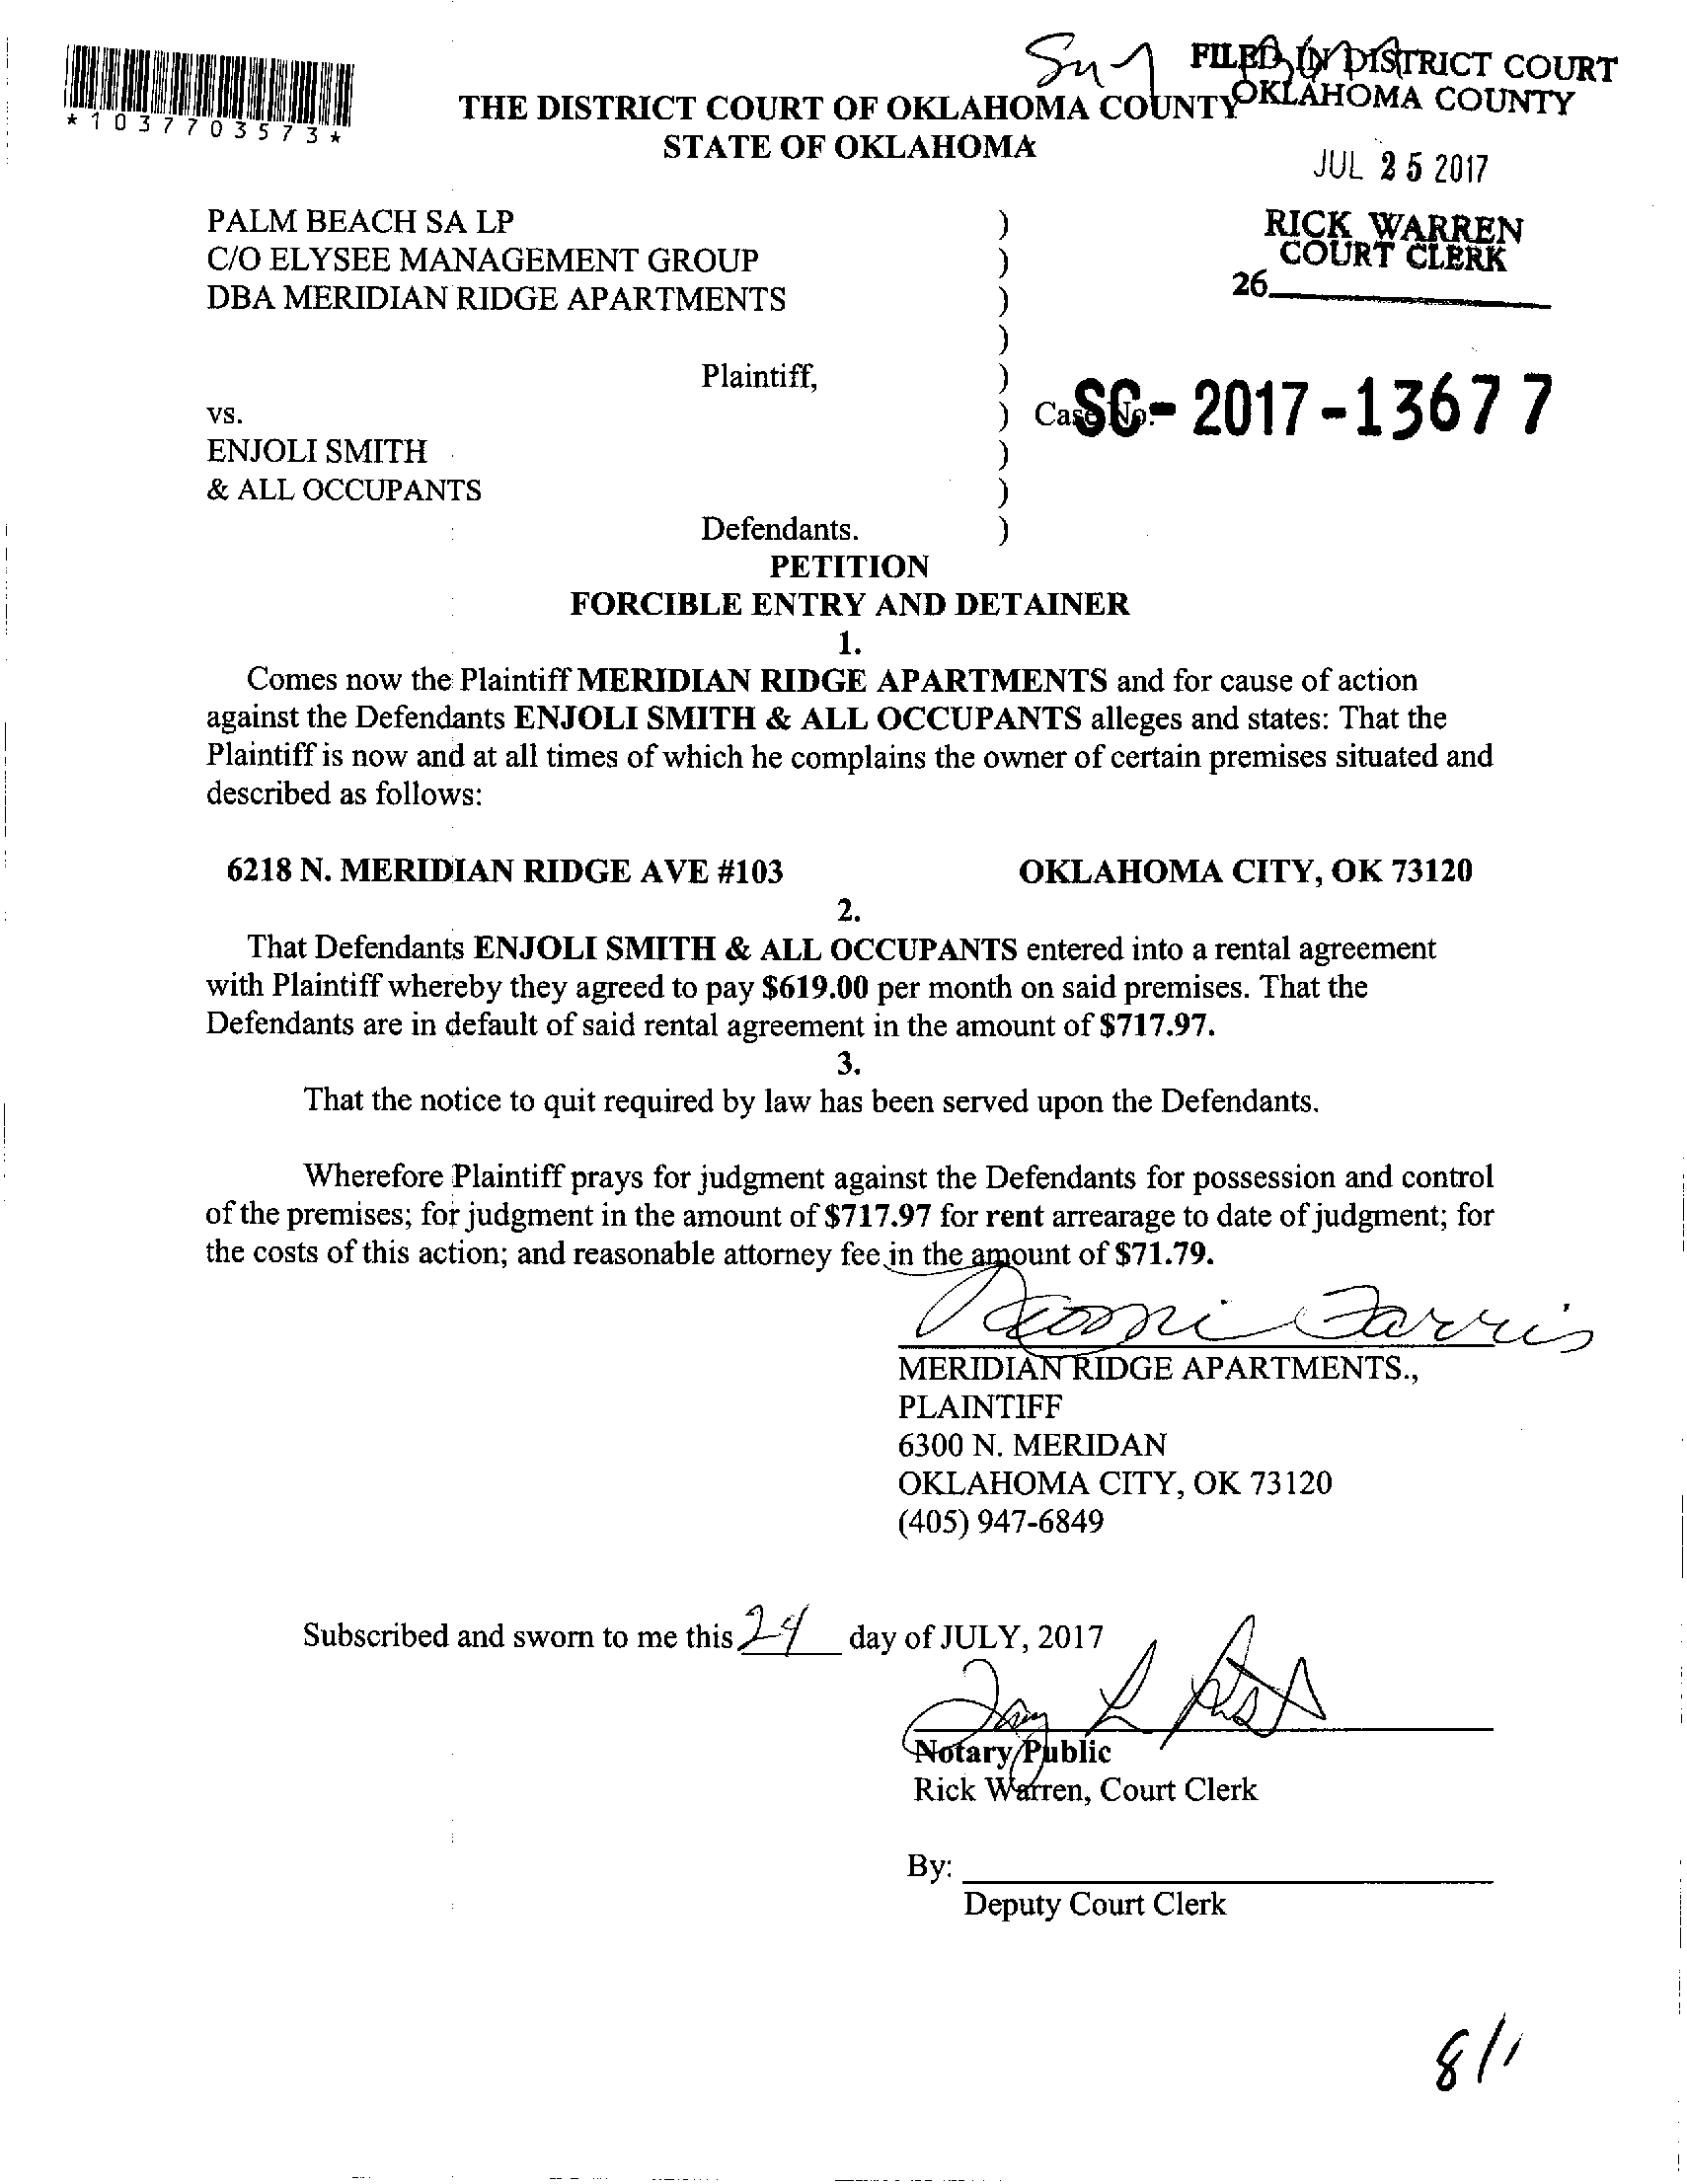 FILED IN DISTRICT COURT
OKLAHOMA COUNTY
*1037703573*
THE DISTRICT COURT OF OKLAHOMA COUNTY
STATE OF OKLAHOMA
JUL 25 2017
RICK WARREN
COURT CLERK
26
PALM BEACH SA LP )
C/O ELYSEE MANAGEMENT GROUP )
DBA MERIDIAN RIDGE APARTMENTS )
)
Plaintiff, )
vs. ) Case No. SC-2017-13677
ENJOLI SMITH )
& ALL OCCUPANTS )
Defendants. )
PETITION
FORCIBLE ENTRY AND DETAINER
1.
Comes now the Plaintiff MERIDIAN RIDGE APARTMENTS and for cause of action
against the Defendants ENJOLI SMITH & ALL OCCUPANTS alleges and states: That the
Plaintiff is now and at all times of which he complains the owner of certain premises situated and
described as follows:
6218 N. MERIDIAN RIDGE AVE #103 OKLAHOMA CITY, OK 73120
2.
That Defendants ENJOLI SMITH & ALL OCCUPANTS entered into a rental agreement
with Plaintiff whereby they agreed to pay $619.00 per month on said premises. That the
Defendants are in default of said rental agreement in the amount of $717.97.
3.
That the notice to quit required by law has been served upon the Defendants.
Wherefore Plaintiff prays for judgment against the Defendants for possession and control
of the premises; for judgment in the amount of $717.97 for rent arrearage to date of judgment; for
the costs of this action; and reasonable attorney fee in the amount of $71.79.
Naomi Farris
MERIDIAN RIDGE APARTMENTS.,
PLAINTIFF
6300 N. MERIDAN
OKLAHOMA CITY, OK 73120
(405) 947-6849
Subscribed and sworn to me this 24 day of JULY, 2017
Notary Public
Rick Warren, Court Clerk
By:
Deputy Court Clerk
8/1